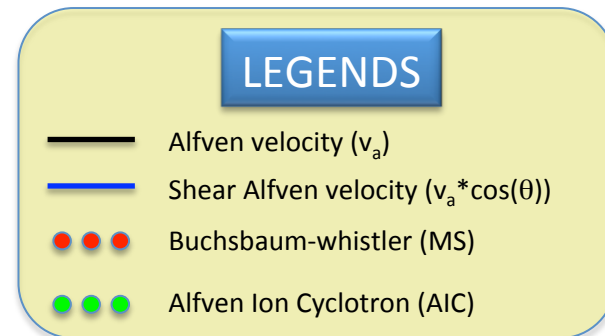 LEGENDS
Alfven velocity (vₐ)
Shear Alfven velocity (vₐ*cos(θ))
Buchsbaum-whistler (MS)
Alfven Ion Cyclotron (AIC)